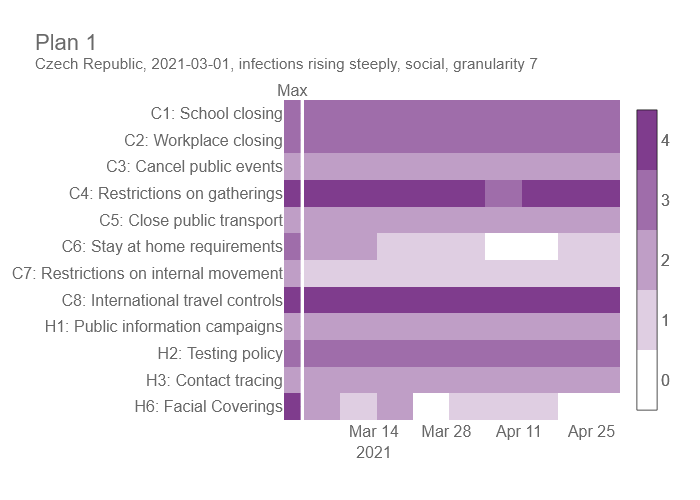 Plan 1
Czech Republic, 2021-03-01, infections rising steeply, social, granularity 7
Max
C1: School closing
C2: Workplace closing
C3: Cancel public events
C4: Restrictions on gatherings
C5: Close public transport
C6: Stay at home requirements
C7: Restrictions on internal movement
C8: International travel controls
H1: Public information campaigns
H2: Testing policy
H3: Contact tracing
H6: Facial Coverings
Mar 14 Mar 28 Apr 11 Apr 25
2021
4
3
2
1
0